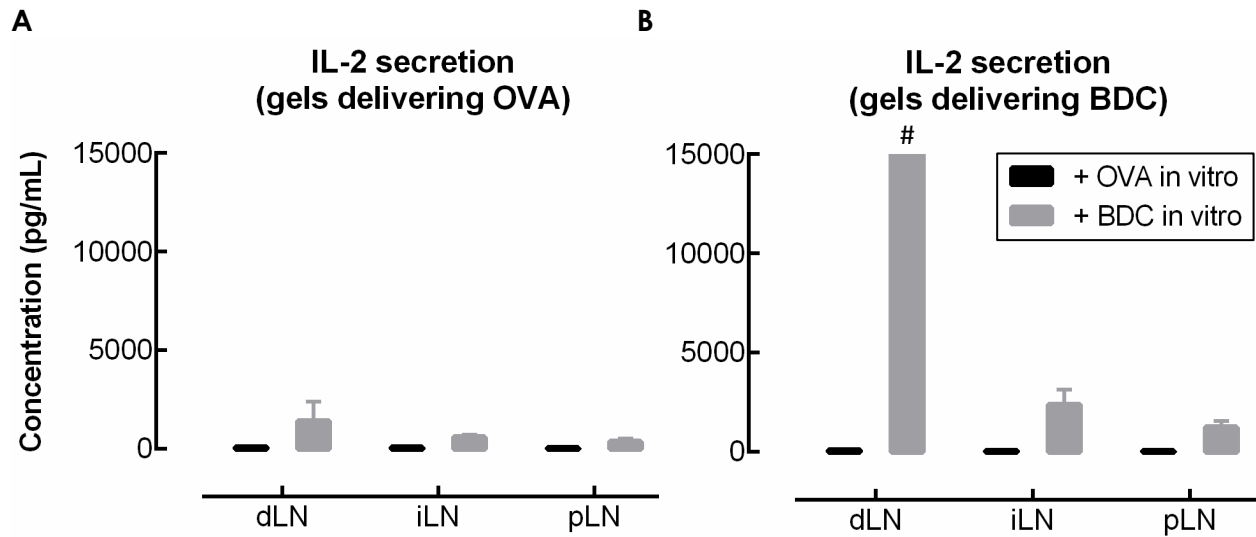 A
IL-2 secretion
(gels delivering OVA)
Concentration (pg/mL)
15000
10000
5000
0
dLN iLN pLN
B
IL-2 secretion
(gels delivering BDC)
#
15000
10000
5000
0
+ OVA in vitro
+ BDC in vitro
dLN iLN pLN